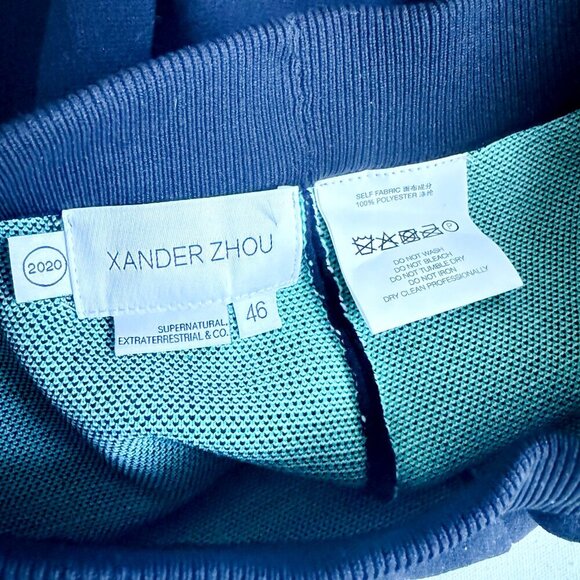 2020
XANDER ZHOU
46
SUPERNATURAL,
EXTRATERRESTRIAL & CO.
SELF FABRIC 面布成分
100% POLYESTER 涤纶
DO NOT WASH
DO NOT BLEACH
DO NOT TUMBLE DRY
DO NOT IRON
DRY CLEAN PROFESSIONALLY